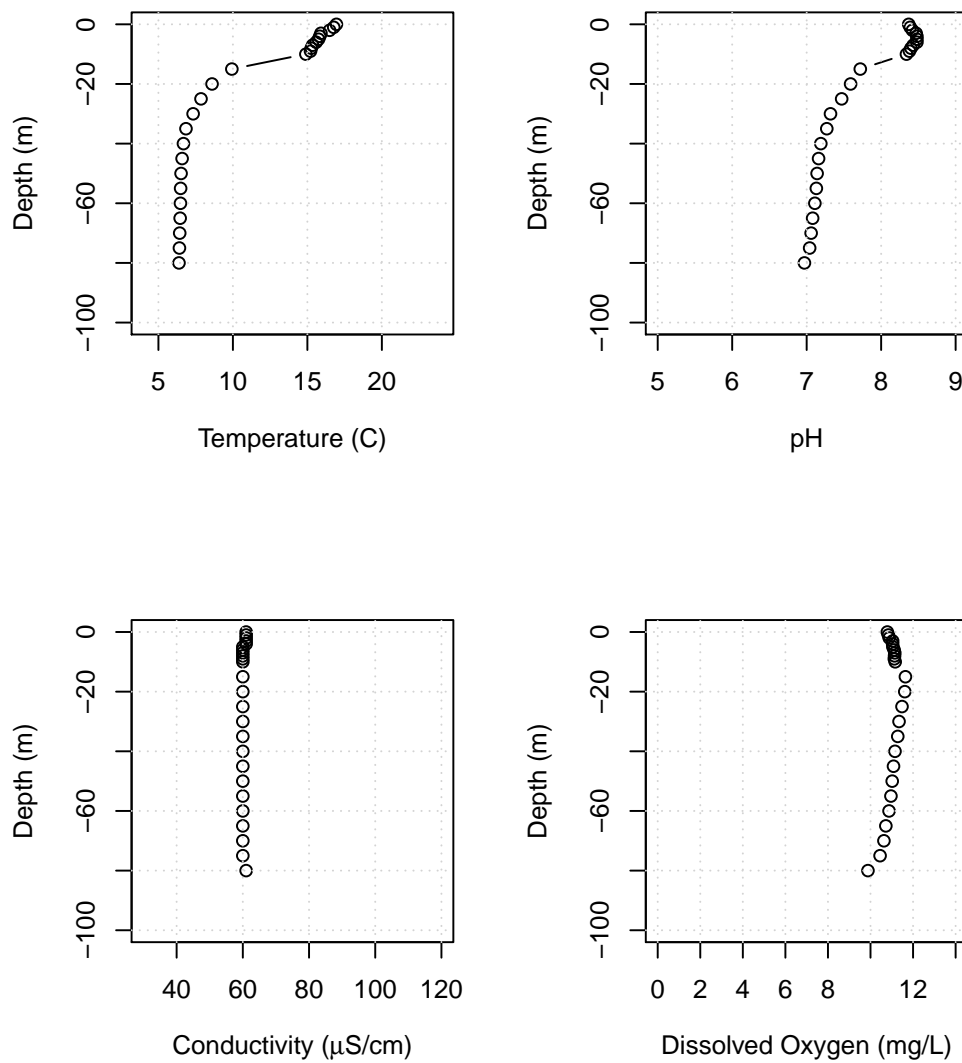 0
−20
−60
−100
Depth (m)
5 10 15 20
Temperature (C)
0
−20
−60
−100
Depth (m)
5 6 7 8 9
pH
0
−20
−60
−100
Depth (m)
40 60 80 100 120
Conductivity (μS/cm)
0
−20
−60
−100
Depth (m)
0 2 4 6 8 12
Dissolved Oxygen (mg/L)